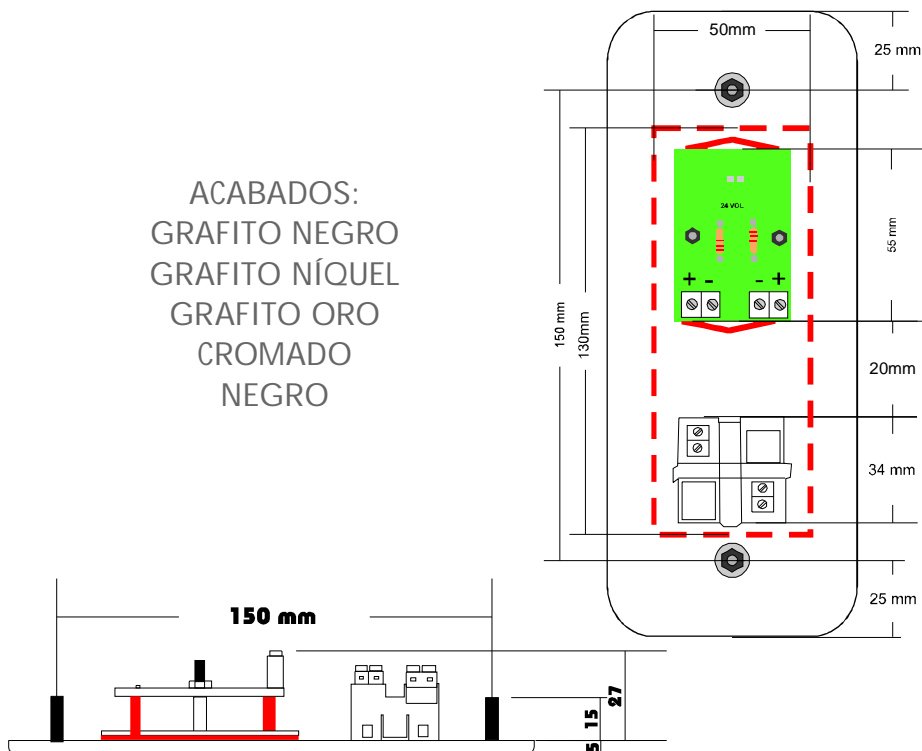 50mm
25 mm
ACABADOS:
GRAFITO NEGRO
GRAFITO NÍQUEL
GRAFITO ORO
CROMADO
NEGRO
24 VOL
+ - - +
55 mm
150 mm
130mm
20mm
34 mm
25 mm
150 mm
27
15
5